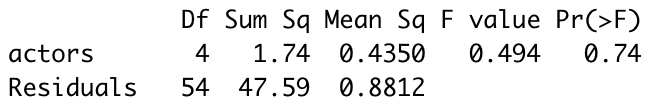 Df Sum Sq Mean Sq F value Pr(>F)
actors 4 1.74 0.4350 0.494 0.74
Residuals 54 47.59 0.8812